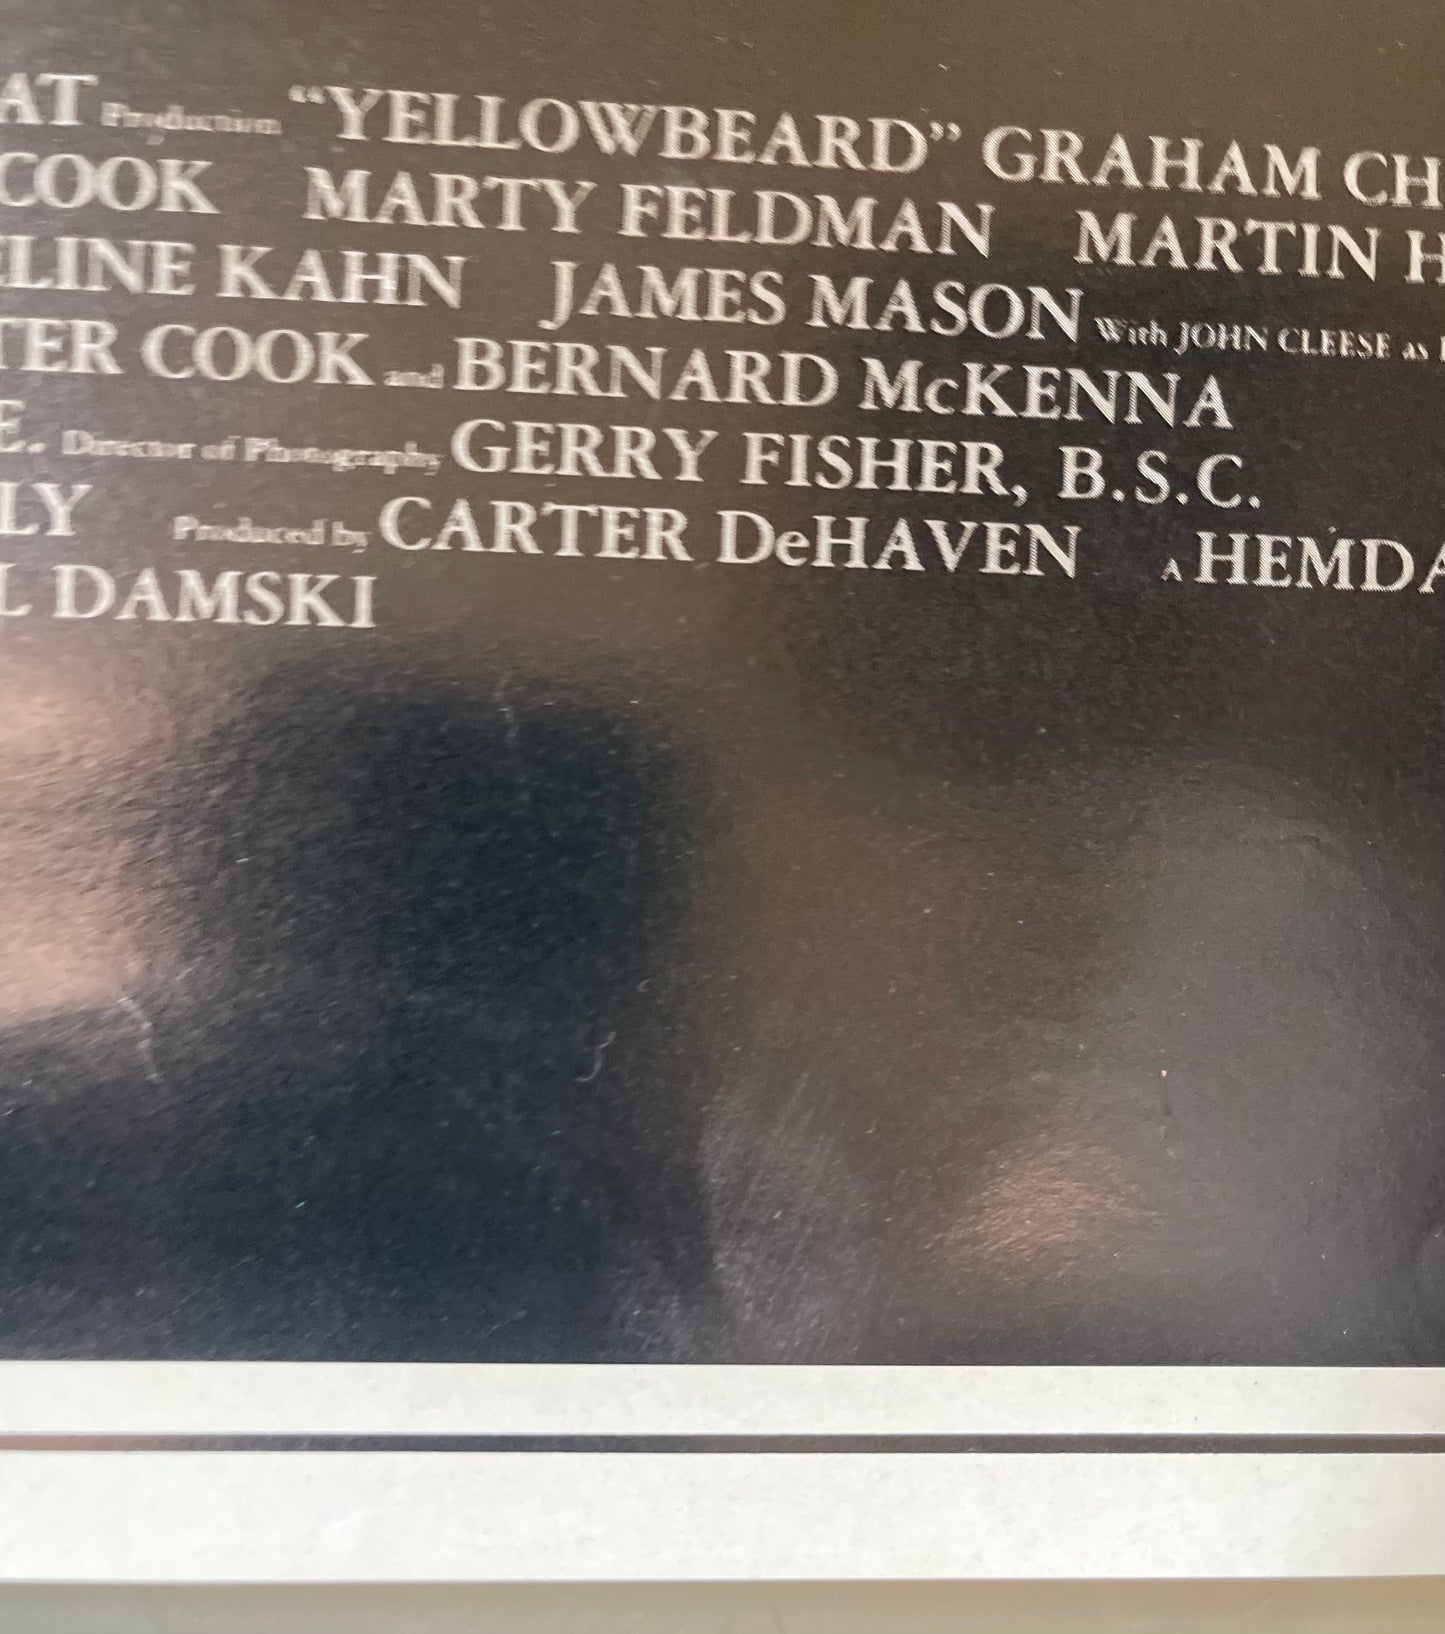 AT Production "YELLOWBEARD" GRAHAM CH
COOK MARTY FELDMAN MARTIN H
ELINE KAHN JAMES MASON With JOHN CLEESE as
TER COOK and BERNARD McKENNA
E. Director of Photography GERRY FISHER, B.S.C.
LY Produced by CARTER DeHAVEN A HEMDA
L DAMSKI